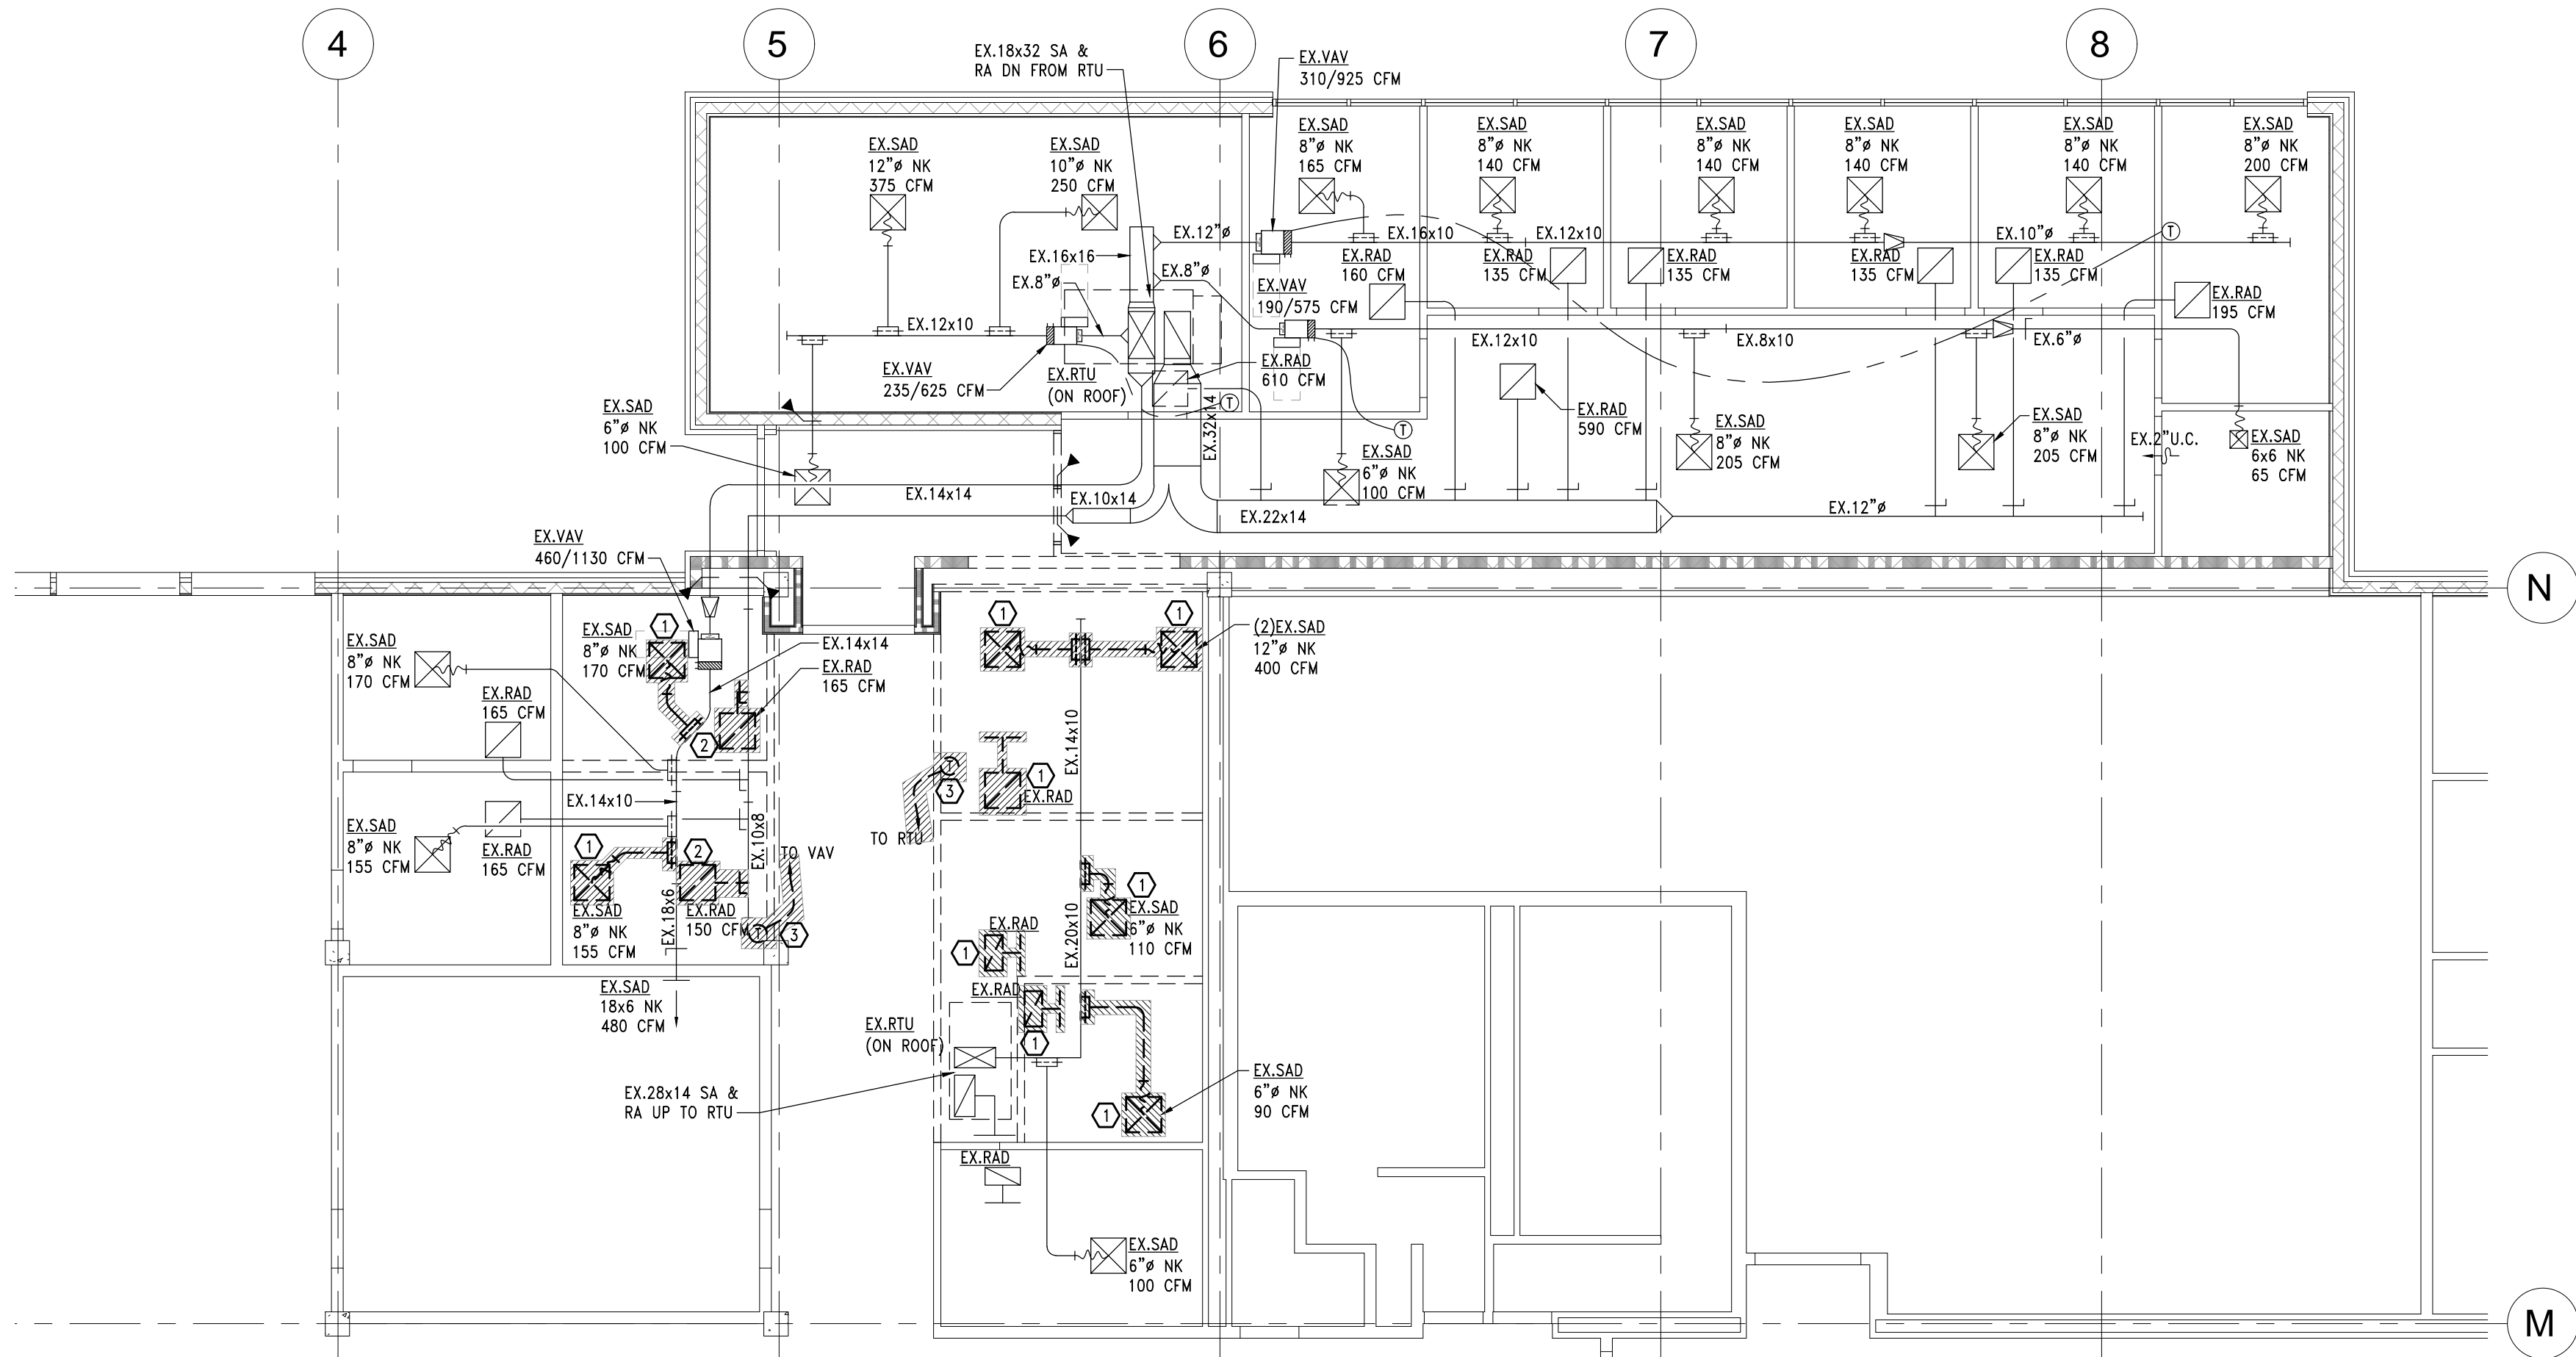 4
5
6
7
8
EX.18x32 SA &
RA DN FROM RTU
EX.VAV
310/925 CFM
EX.SAD
12"ø NK
375 CFM
EX.SAD
10"ø NK
250 CFM
EX.SAD
8"ø NK
165 CFM
EX.SAD
8"ø NK
140 CFM
EX.SAD
8"ø NK
140 CFM
EX.SAD
8"ø NK
140 CFM
EX.SAD
8"ø NK
140 CFM
EX.SAD
8"ø NK
200 CFM
EX.12"ø
EX.16x10
EX.12x10
EX.10"ø
T
EX.16x16
EX.8"ø
EX.8"ø
EX.RAD
160 CFM
EX.RAD
135 CFM
EX.RAD
135 CFM
EX.RAD
135 CFM
EX.RAD
135 CFM
EX.VAV
190/575 CFM
EX.RAD
195 CFM
EX.12x10
EX.12x10
EX.8x10
EX.6"ø
EX.VAV
235/625 CFM
EX.RTU
(ON ROOF)
EX.RAD
610 CFM
T
EX.32x14
T
EX.RAD
590 CFM
EX.SAD
6"ø NK
100 CFM
EX.SAD
6"ø NK
100 CFM
EX.SAD
8"ø NK
205 CFM
EX.SAD
8"ø NK
205 CFM
EX.2"U.C.
EX.SAD
6x6 NK
65 CFM
EX.14x14
EX.10x14
EX.22x14
EX.12"ø
EX.VAV
460/1130 CFM
N
EX.SAD
8"ø NK
170 CFM
EX.SAD
8"ø NK
170 CFM
1
EX.14x14
EX.RAD
165 CFM
1
1
(2)EX.SAD
12"ø NK
400 CFM
EX.RAD
165 CFM
2
EX.14x10
T
3
1
EX.RAD
TO RTU
EX.14x10
EX.10x8
EX.SAD
8"ø NK
155 CFM
EX.RAD
165 CFM
1
2
TO VAV
EX.SAD
8"ø NK
155 CFM
EX.18x6
EX.RAD
150 CFM
T
3
1
EX.SAD
6"ø NK
110 CFM
EX.RAD
1
EX.20x10
EX.RAD
1
EX.SAD
18x6 NK
480 CFM
EX.RTU
(ON ROOF)
EX.28x14 SA &
RA UP TO RTU
1
EX.SAD
6"ø NK
90 CFM
EX.RAD
EX.SAD
6"ø NK
100 CFM
M